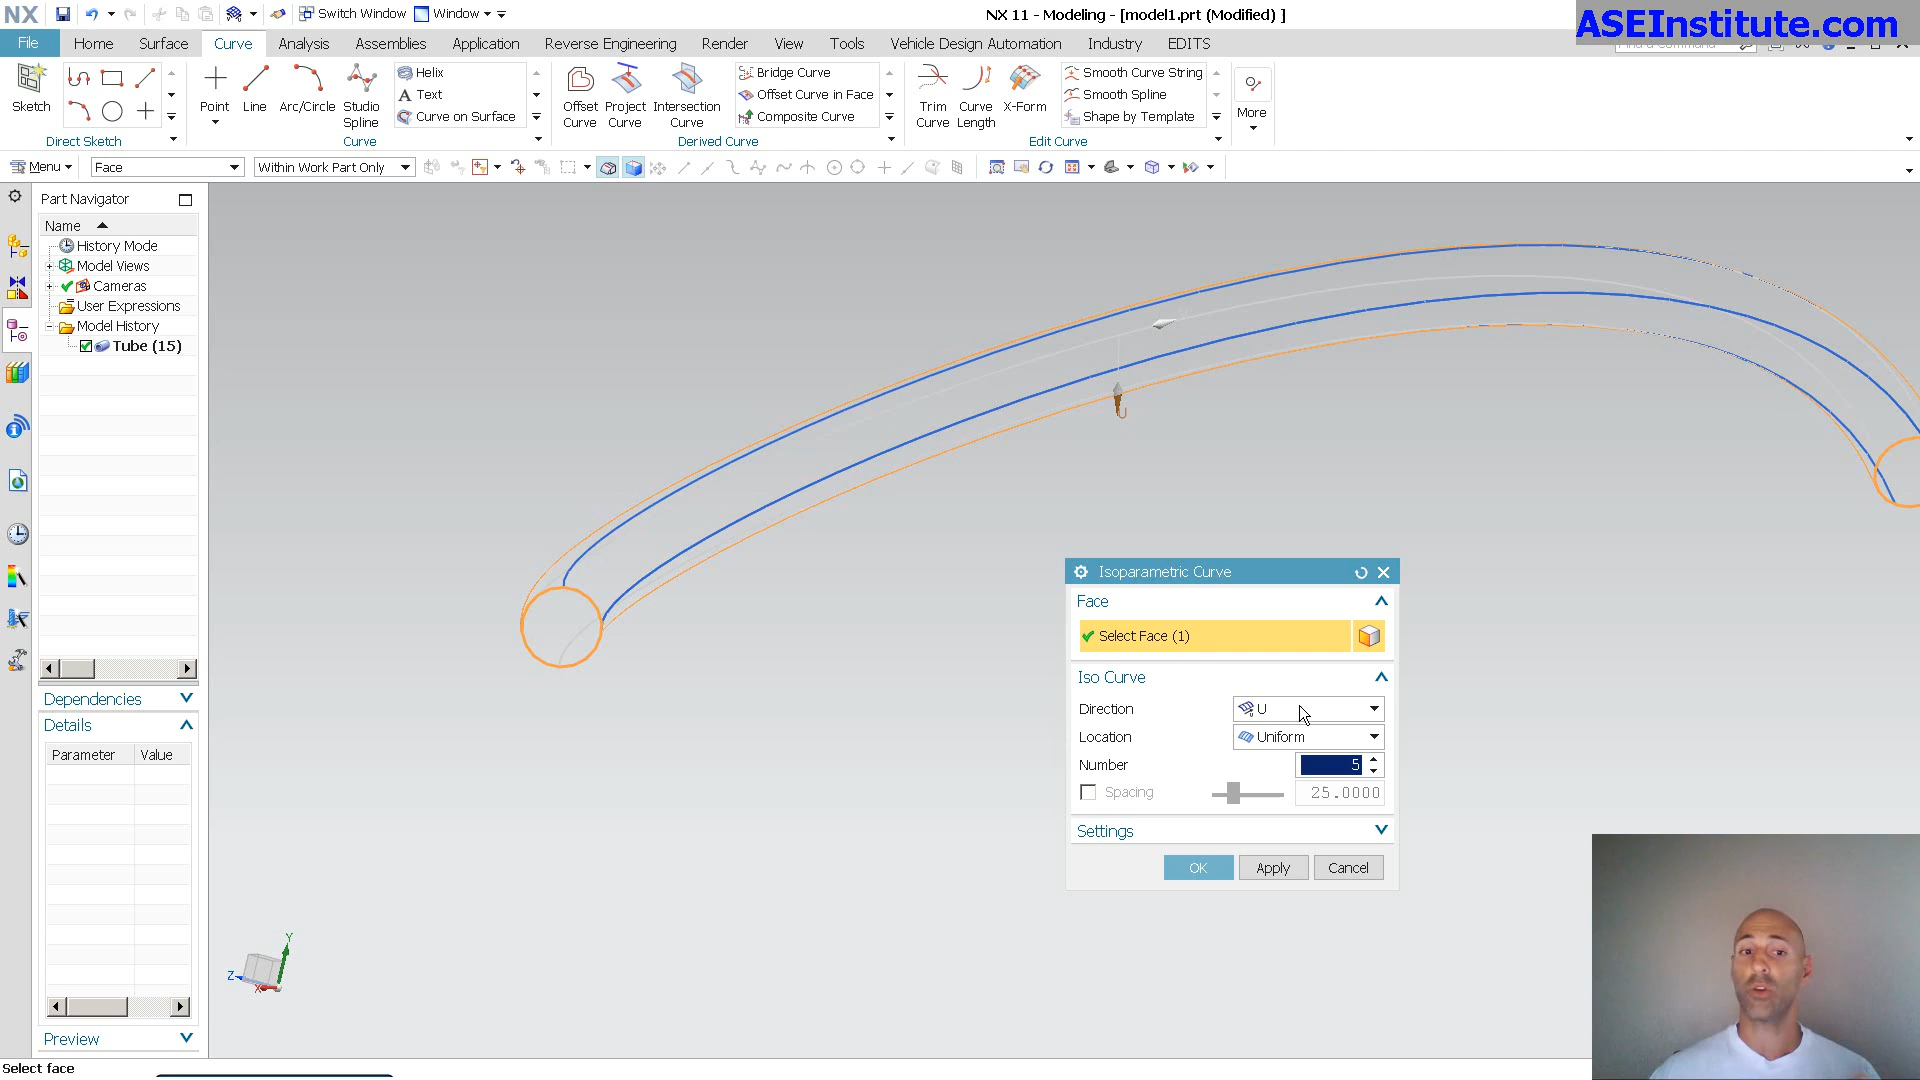 NX Switch Window Window NX 11 - Modeling - [model1.prt (Modified) ]
ASEInstitute.com
File Home Surface Curve Analysis Assemblies Application Reverse Engineering Render View Tools Vehicle Design Automation Industry EDITS
Sketch
Direct Sketch
Point Line Arc/Circle Studio Spline
Helix
Text
Curve on Surface
Curve
Offset Curve Project Curve Intersection Curve
Bridge Curve
Offset Curve in Face
Composite Curve
Derived Curve
Trim Curve Curve Length X-Form
Smooth Curve String
Smooth Spline
Shape by Template
Edit Curve
More
Menu Face Within Work Part Only
Part Navigator
Name
History Mode
Model Views
Cameras
User Expressions
Model History
Tube (15)
Dependencies
Details
Parameter Value
Preview
Select face
U
Y
Z
X
Isoparametric Curve
Face
Select Face (1)
Iso Curve
Direction U
Location Uniform
Number 5
Spacing 25.0000
Settings
OK Apply Cancel